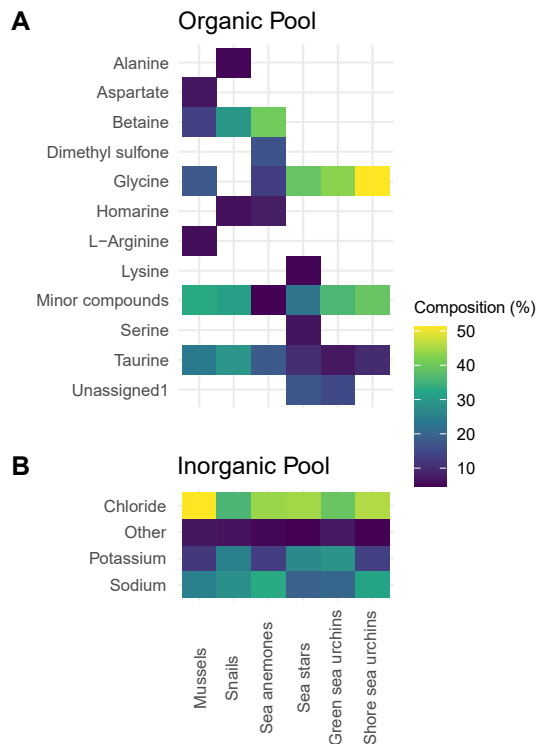 A
Organic Pool
Alanine
Aspartate
Betaine
Dimethyl sulfone
Glycine
Homarine
L−Arginine
Lysine
Minor compounds
Serine
Taurine
Unassigned1
Composition (%)
50
40
30
20
10
B
Inorganic Pool
Chloride
Other
Potassium
Sodium
Mussels
Snails
Sea anemones
Sea stars
Green sea urchins
Shore sea urchins